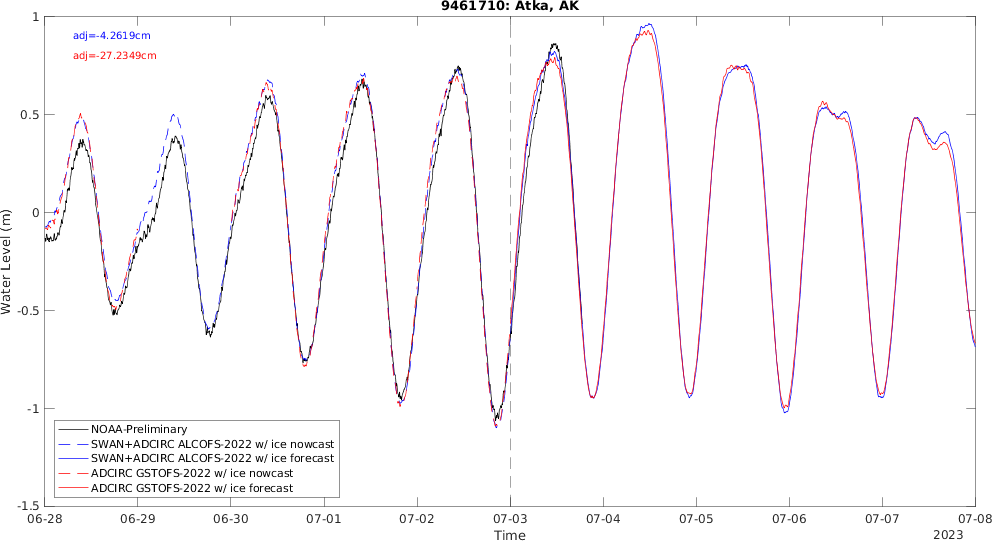 9461710: Atka, AK
adj=-4.2619cm
adj=-27.2349cm
1
0.5
0
-0.5
-1
-1.5
Water Level (m)
NOAA-Preliminary
SWAN+ADCIRC ALCOFS-2022 w/ ice nowcast
SWAN+ADCIRC ALCOFS-2022 w/ ice forecast
ADCIRC GSTOFS-2022 w/ ice nowcast
ADCIRC GSTOFS-2022 w/ ice forecast
06-28 06-29 06-30 07-01 07-02 07-03 07-04 07-05 07-06 07-07 07-08
Time
2023